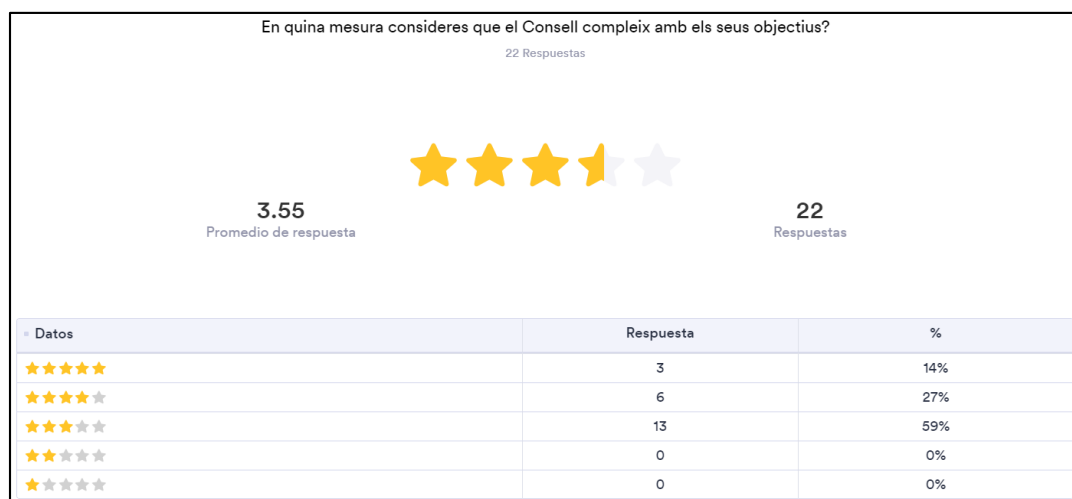 En quina mesura consideres que el Consell compleix amb els seus objectius?
22 Respuestas
3.55
Promedio de respuesta
22
Respuestas
Datos Respuesta %
3 14%
6 27%
13 59%
0 0%
0 0%